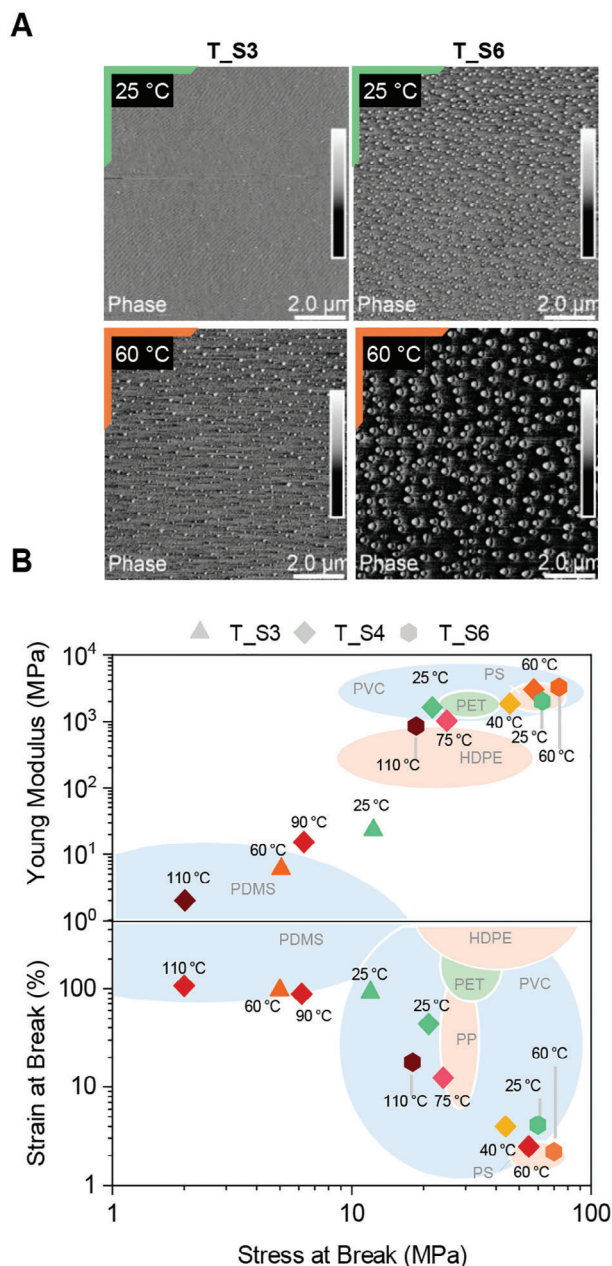 A
T_S3 T_S6
25 °C 25 °C
Phase 2.0 µm Phase 2.0 µm
60 °C 60 °C
Phase 2.0 µm Phase 2.0 µm
B
T_S3 T_S4 T_S6
Young Modulus (MPa)
10⁴
10³
10²
10¹
10⁰
PVC
PS
60 °C
25 °C
PET
40 °C
25 °C
75 °C
110 °C
HDPE
60 °C
25 °C
90 °C
60 °C
110 °C
PDMS
Strain at Break (%)
100
10
1
PDMS
HDPE
110 °C
25 °C
PET
PVC
60 °C
90 °C
25 °C
PP
60 °C
25 °C
110 °C
75 °C
40 °C
PS
60 °C
1 10 100
Stress at Break (MPa)